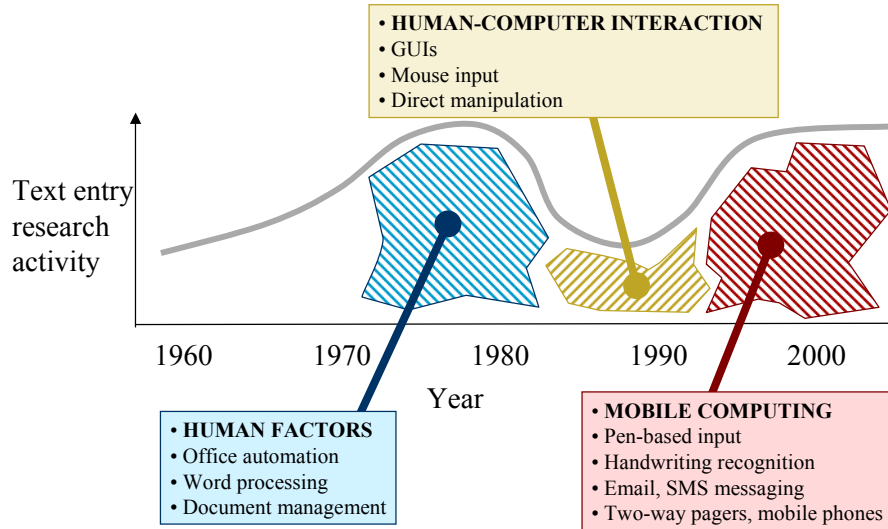 • HUMAN-COMPUTER INTERACTION
• GUIs
• Mouse input
• Direct manipulation
Text entry
research
activity
1960 1970 1980 1990 2000
Year
• HUMAN FACTORS
• Office automation
• Word processing
• Document management
• MOBILE COMPUTING
• Pen-based input
• Handwriting recognition
• Email, SMS messaging
• Two-way pagers, mobile phones